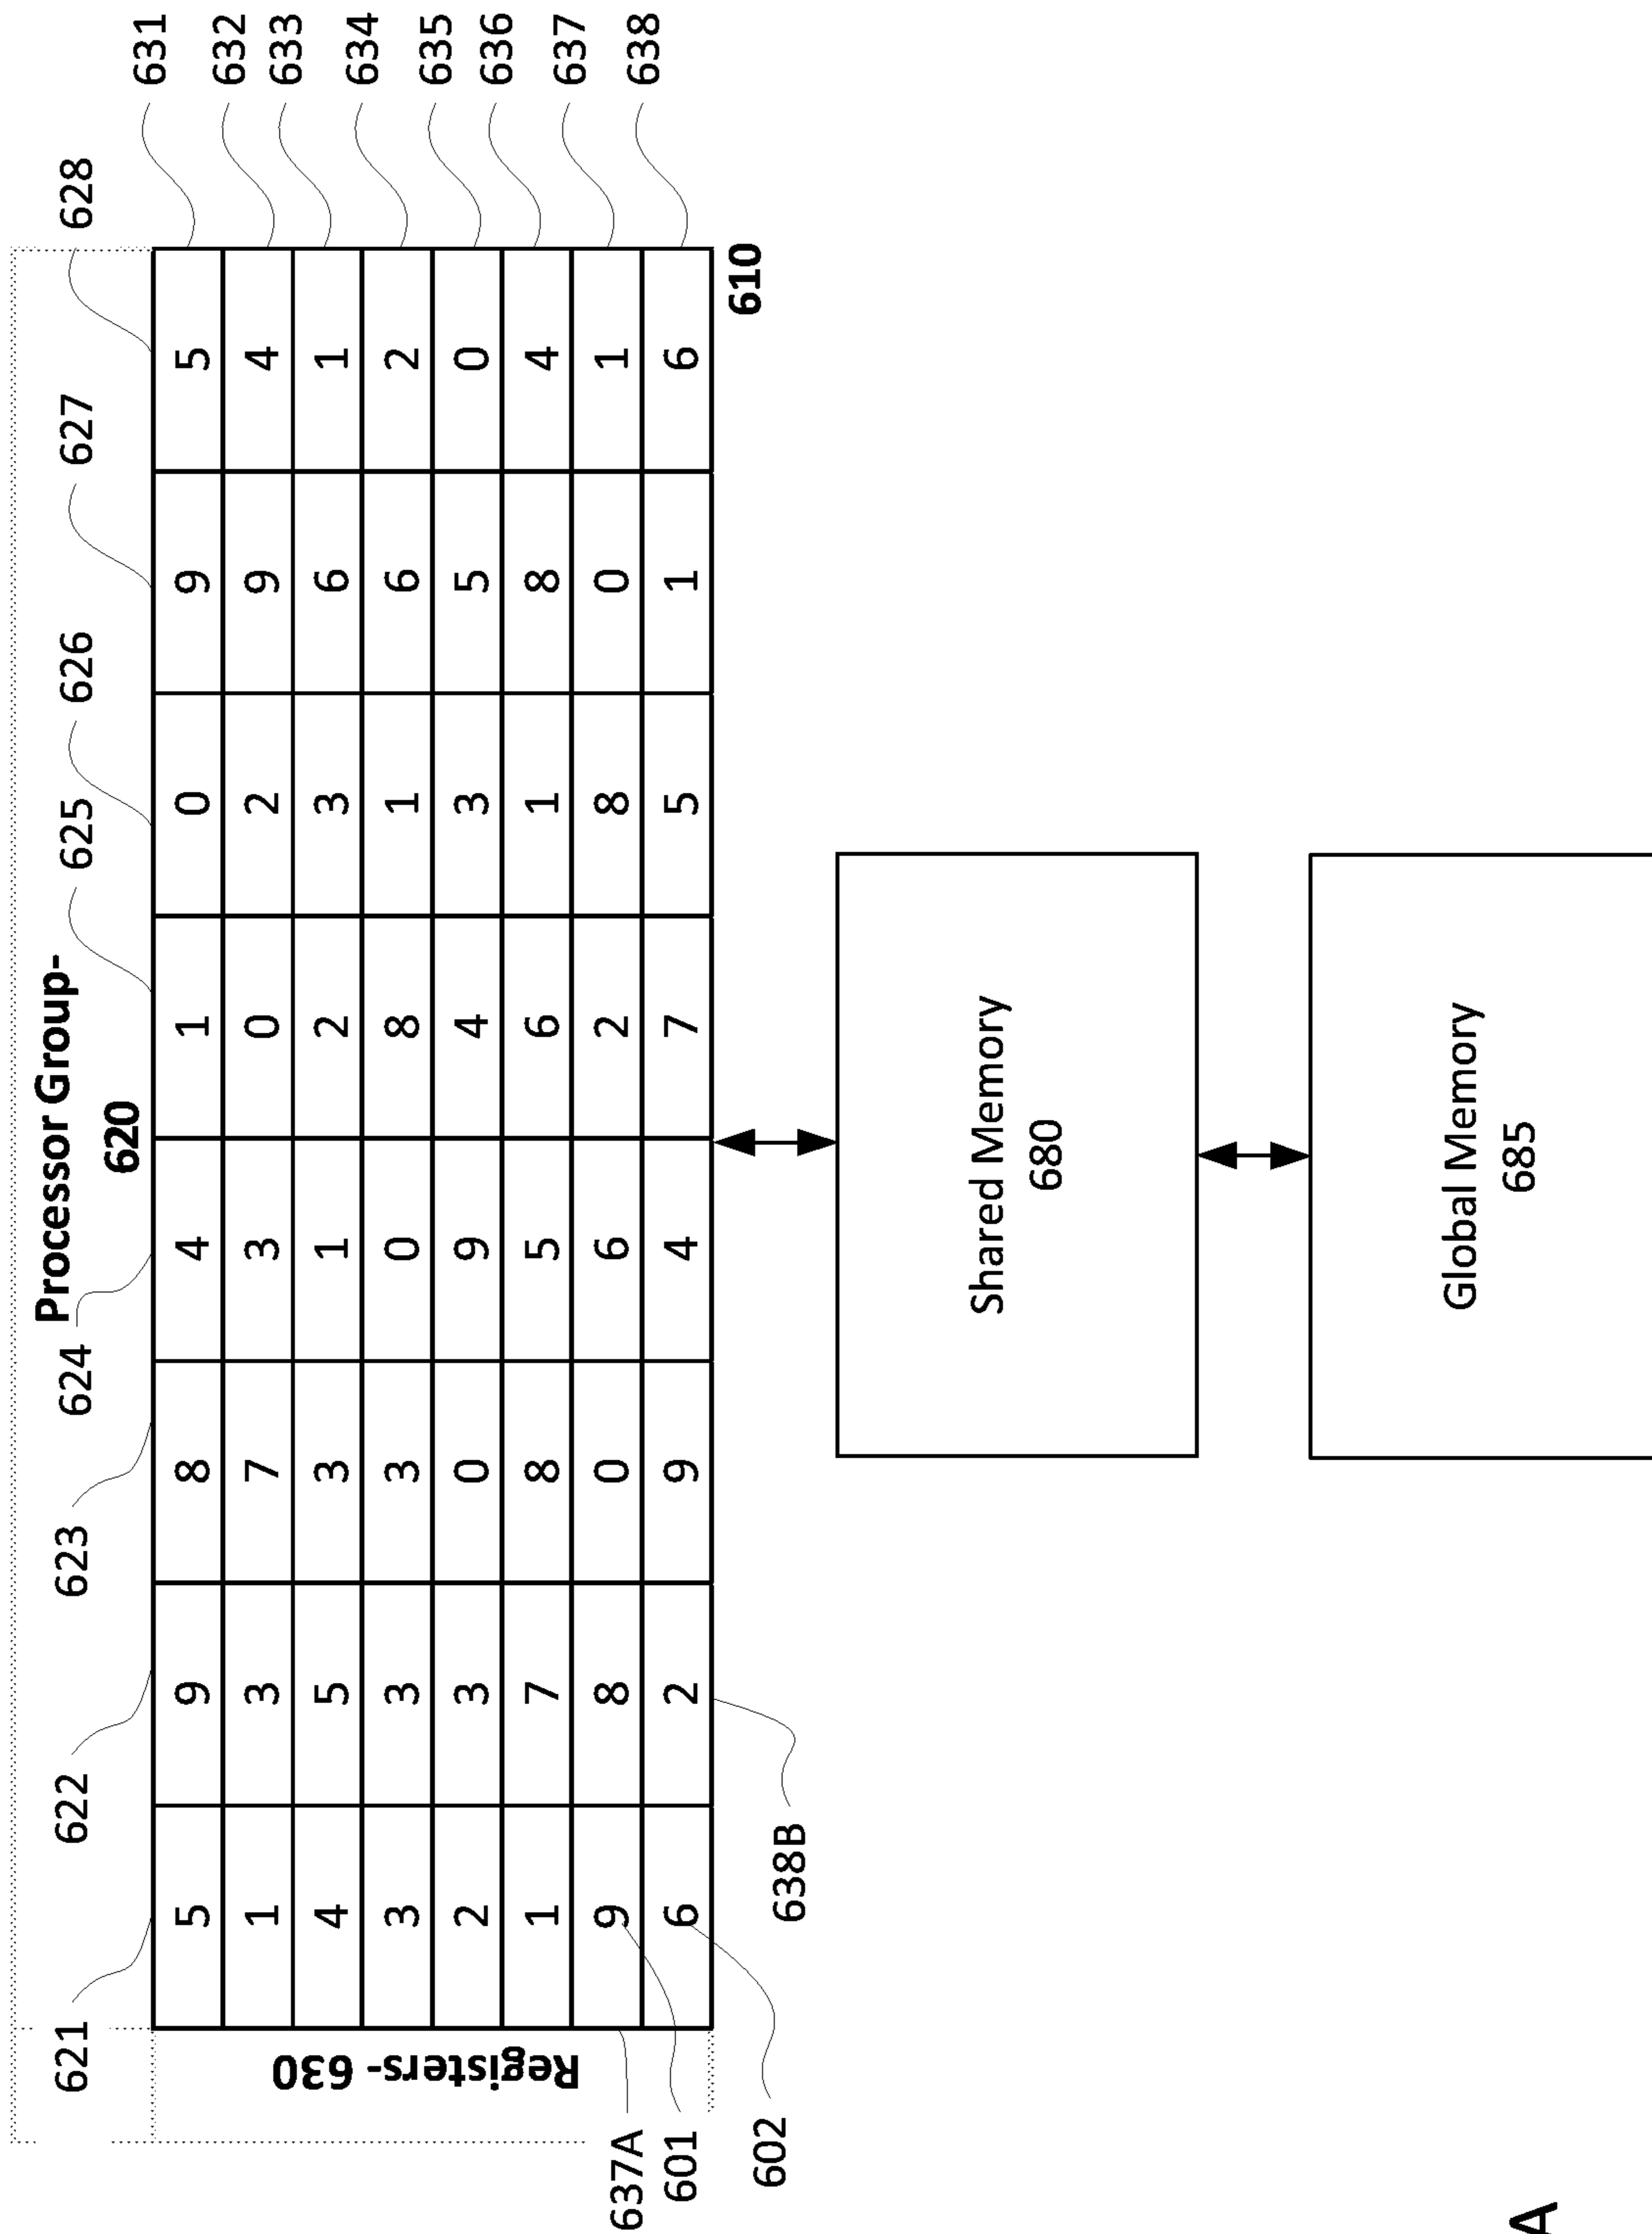 Processor Group-
620
621 622 623 624 625 626 627 628
Registers- 630
5 9 8 4 1 0 9 5 631
1 3 7 3 0 2 9 4 632
4 5 3 1 2 3 6 1 633
3 3 3 0 8 1 6 2 634
2 3 0 9 4 3 5 0 635
1 7 8 5 6 1 8 4 636
9 8 0 6 2 8 0 1 637
6 2 9 4 7 5 1 6 638
637A
601
602
638B
610
Shared Memory
680
Global Memory
685
A